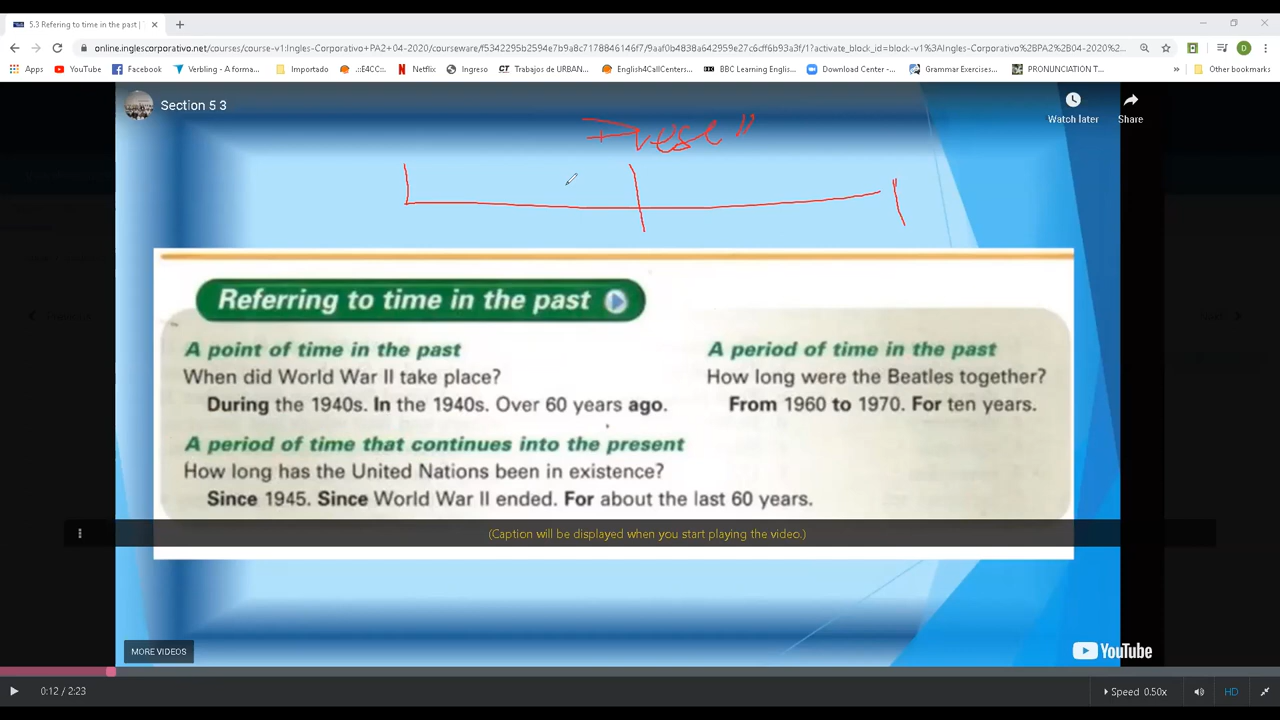 5.3 Refering to time in the past |
online.inglescorporativo.net/courses/course-v1:Ingles-Corporativo+PA2+04-2020/courseware/f5342295b2594e7b9a8c7178846146f7/9aaf0b4838a642959e27c6cff6b93a3f/1?activate_block_id=block-v1%3AIngles-Corporativo%2BPA2%2B04-2020%2...
Apps YouTube Facebook Verbling - A forma... Importado .::E4CC::. Netflix Ingreso CT Trabajos de URBAN... English4CallCenters... BBC Learning Englis... Download Center -... Grammar Exercises... PRONUNCIATION T... » Other bookmarks
Section 5 3
Watch later
Share
Referring to time in the past
A point of time in the past
When did World War II take place?
During the 1940s. In the 1940s. Over 60 years ago.
A period of time in the past
How long were the Beatles together?
From 1960 to 1970. For ten years.
A period of time that continues into the present
How long has the United Nations been in existence?
Since 1945. Since World War II ended. For about the last 60 years.
(Caption will be displayed when you start playing the video.)
MORE VIDEOS
YouTube
0:12 / 2:23
Speed 0.50x
HD